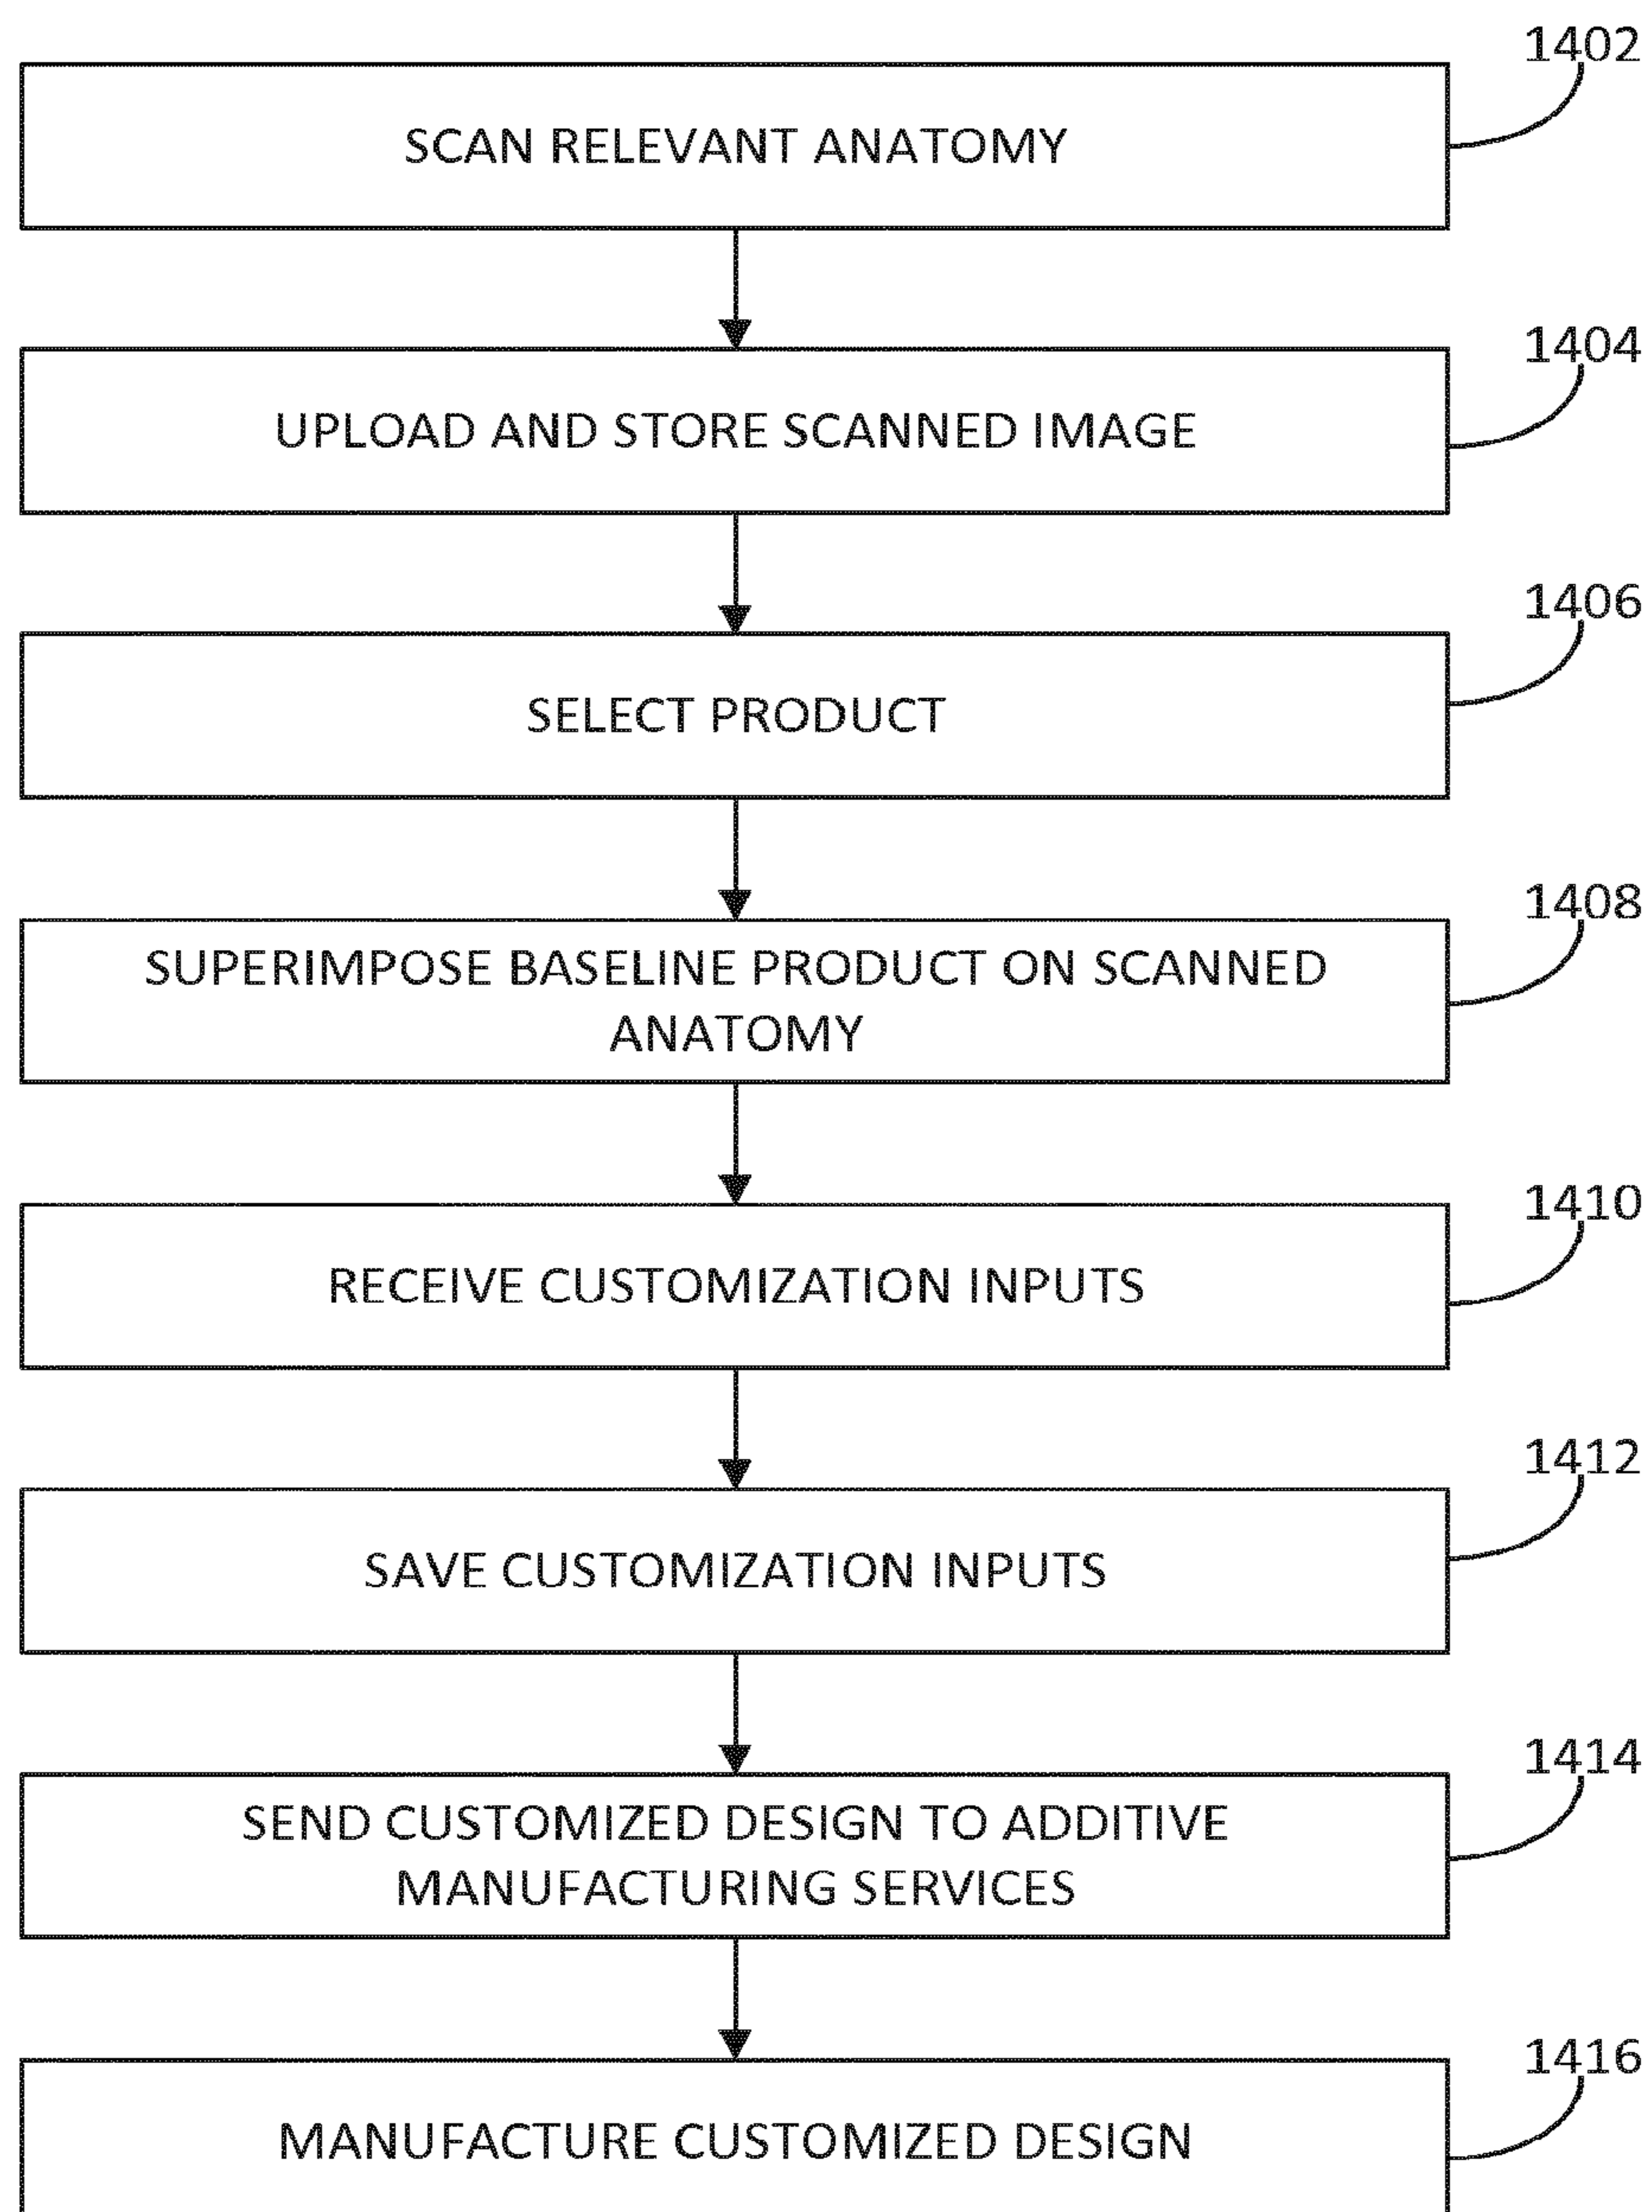 1402
SCAN RELEVANT ANATOMY
1404
UPLOAD AND STORE SCANNED IMAGE
1406
SELECT PRODUCT
1408
SUPERIMPOSE BASELINE PRODUCT ON SCANNED
ANATOMY
1410
RECEIVE CUSTOMIZATION INPUTS
1412
SAVE CUSTOMIZATION INPUTS
1414
SEND CUSTOMIZED DESIGN TO ADDITIVE
MANUFACTURING SERVICES
1416
MANUFACTURE CUSTOMIZED DESIGN